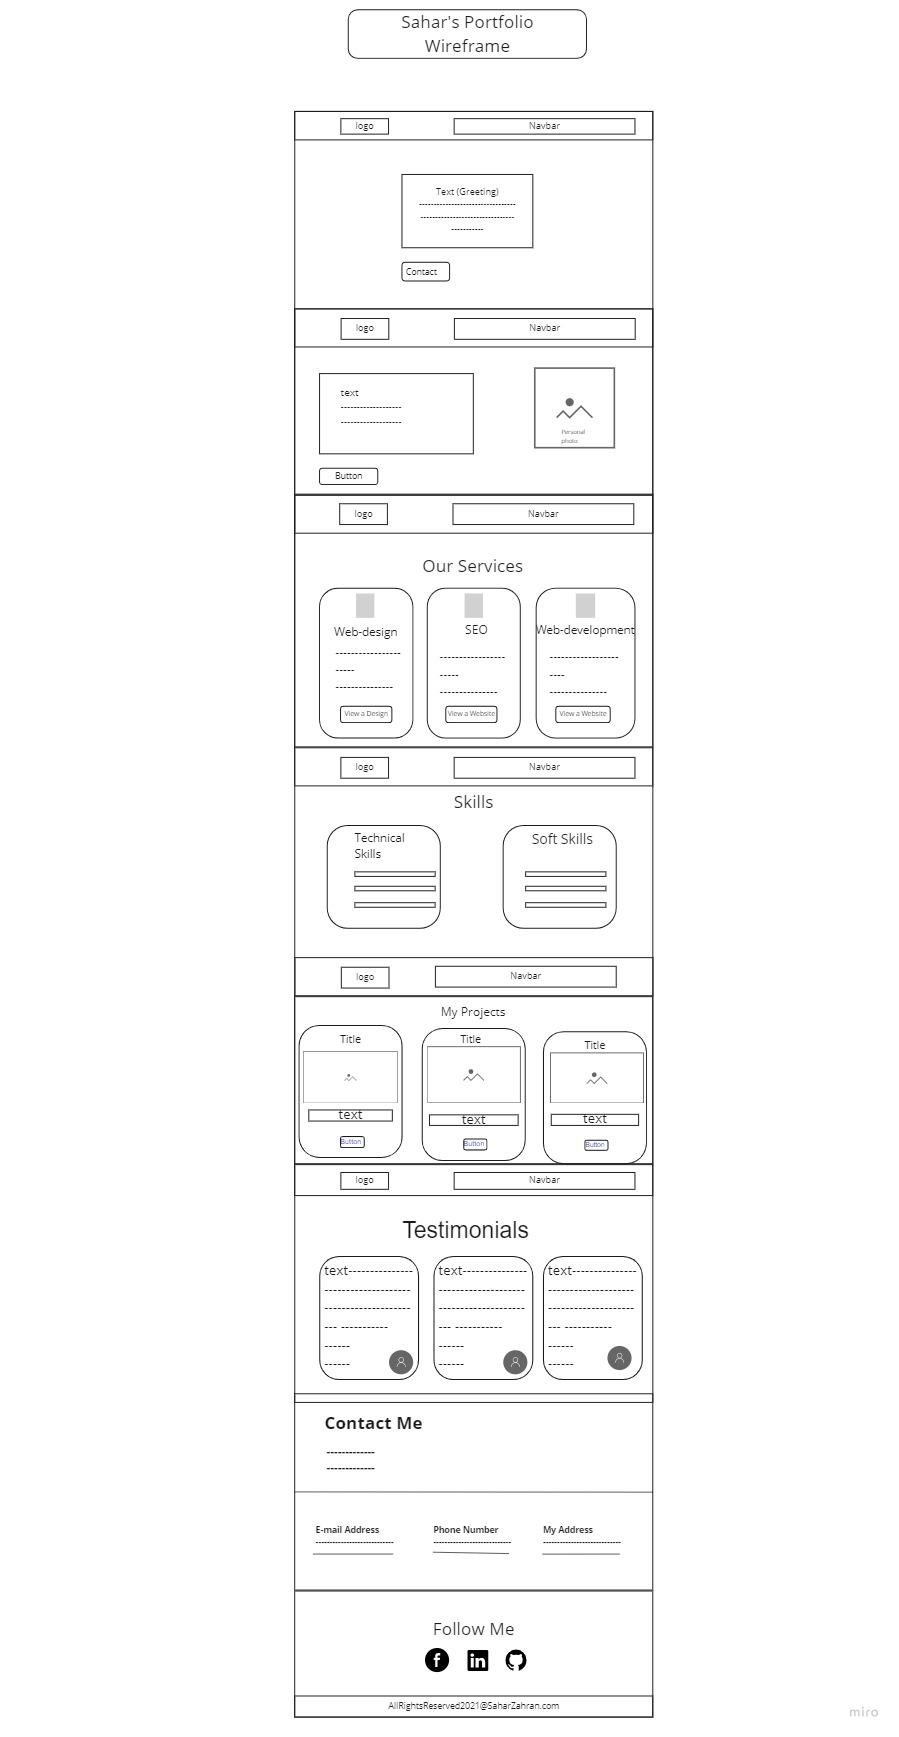 Sahar's Portfolio
Wireframe
logo
Navbar
Text (Greeting)
----------------------------------
---------------------------------
-----------
Contact
logo
Navbar
text
-------------------
-------------------
Personal
photo
Button
logo
Navbar
Our Services
Web-design
------------------
-----
---------------
View a Design
SEO
------------------
-----
---------------
View a Website
Web-development
------------------
----
---------------
View a Website
logo
Navbar
Skills
Technical
Skills
Soft Skills
logo
Navbar
My Projects
Title
text
Button
Title
text
Button
Title
text
Button
logo
Navbar
Testimonials
text---------------
--------------------
--------------------
--- -----------
------
------
text---------------
--------------------
--------------------
--- -----------
------
------
text---------------
--------------------
--------------------
--- -----------
------
------
Contact Me
-------------
-------------
E-mail Address
----------------------------
Phone Number
----------------------------
My Address
----------------------------
Follow Me
f
in
AllRightsReserved2021@SaharZahran.com
miro